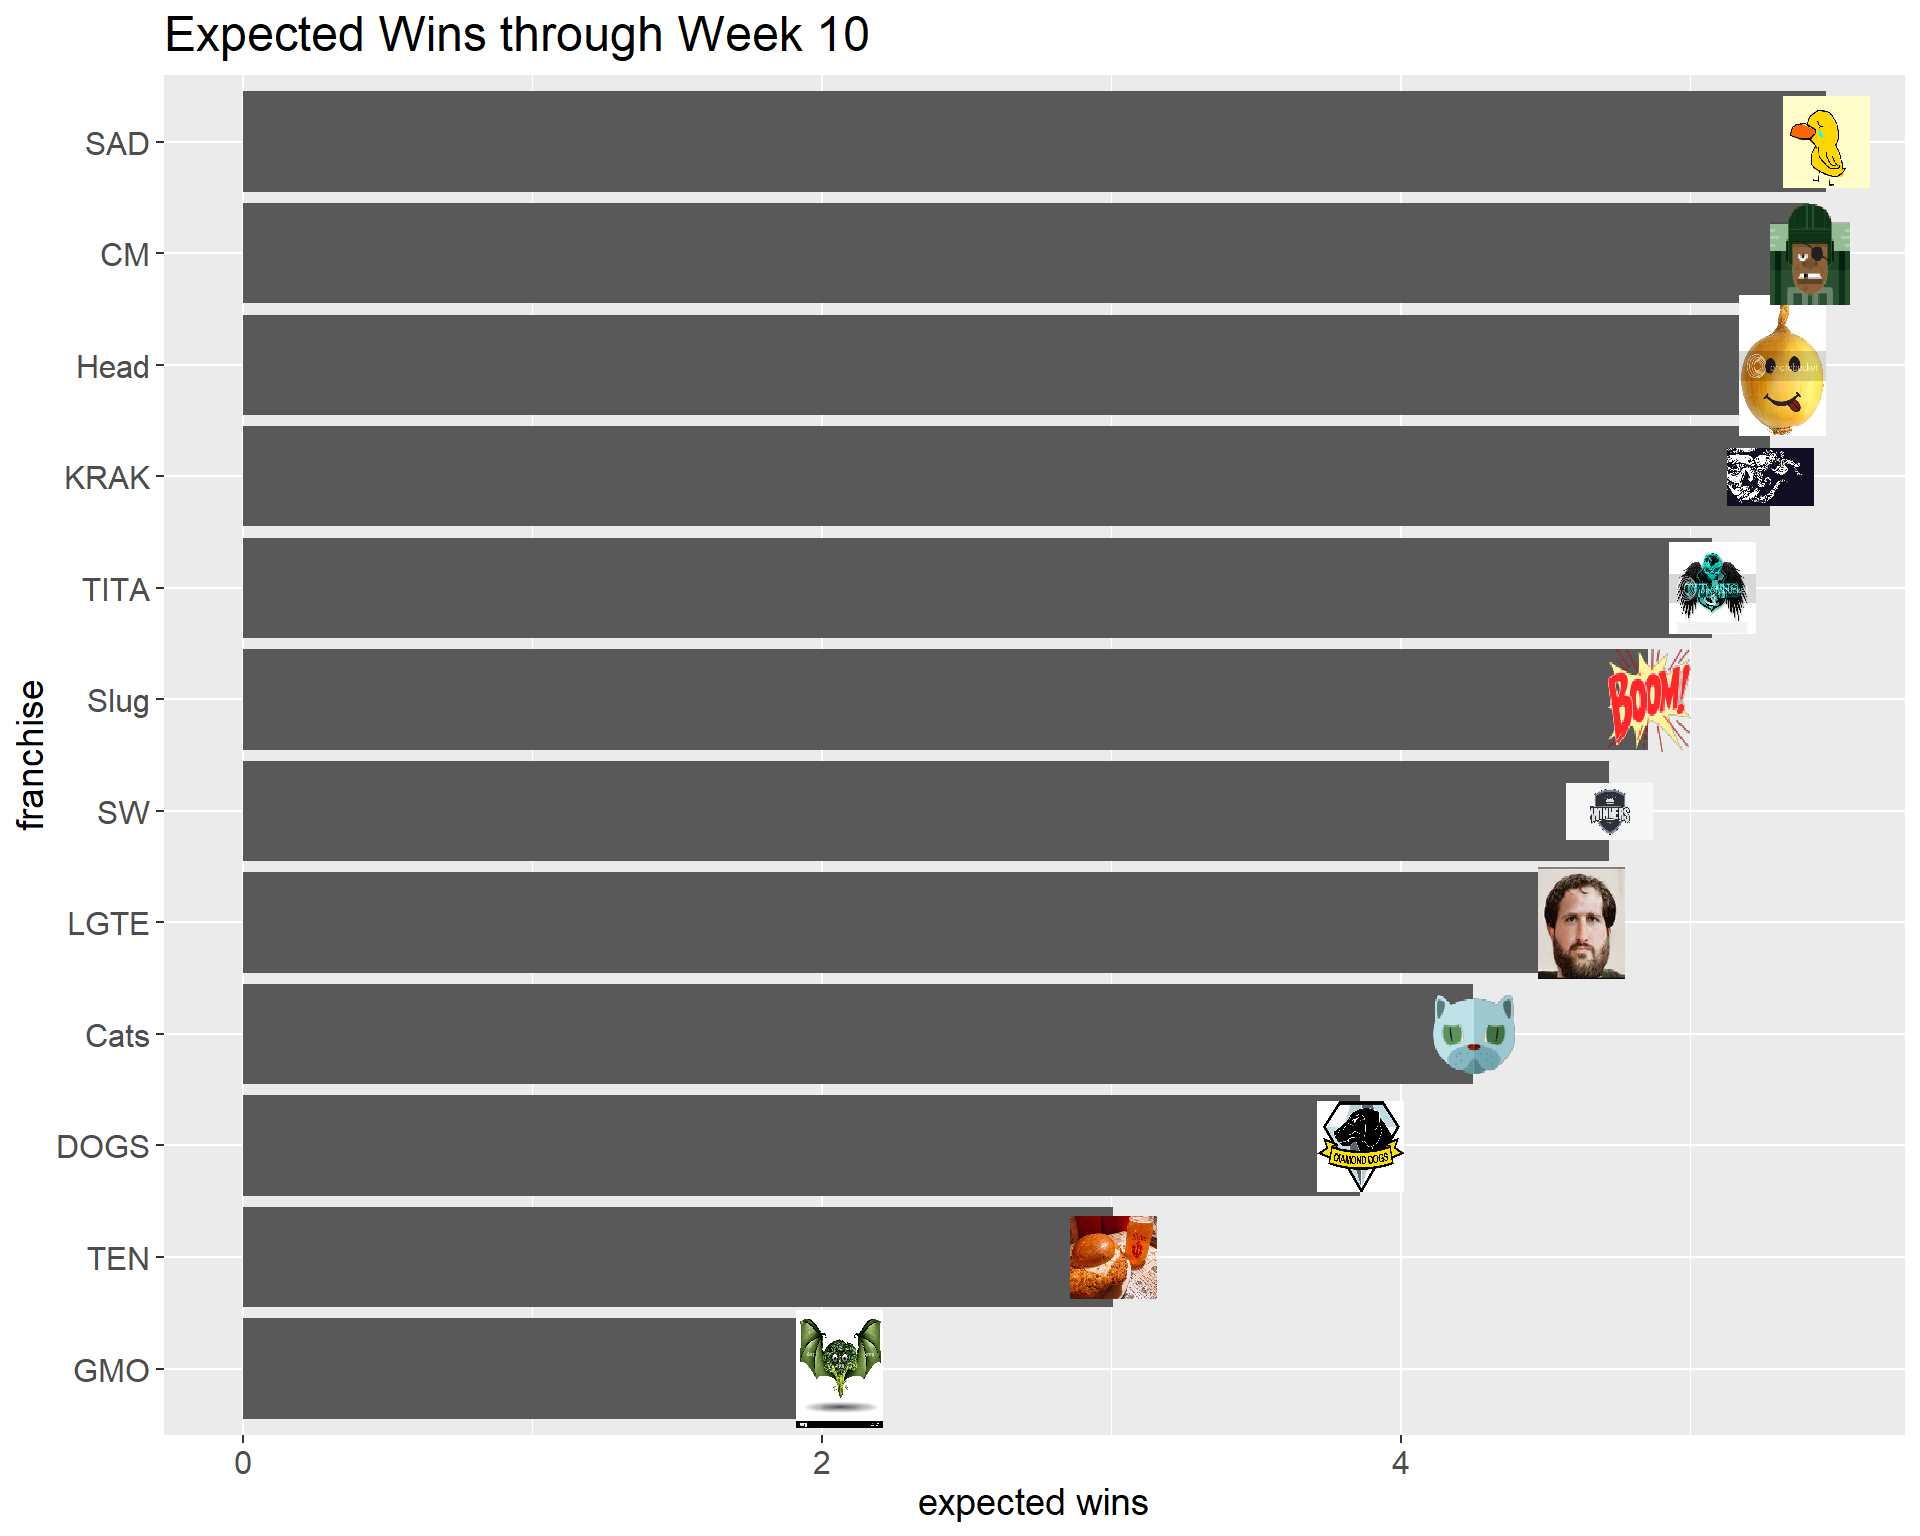 Expected Wins through Week 10
franchise
SAD
CM
Head
KRAK
TITA
Slug
BOOM!
SW
WINNERS
LGTE
Cats
DOGS
DIAMOND DOGS
TEN
GMO
0 2 4
expected wins